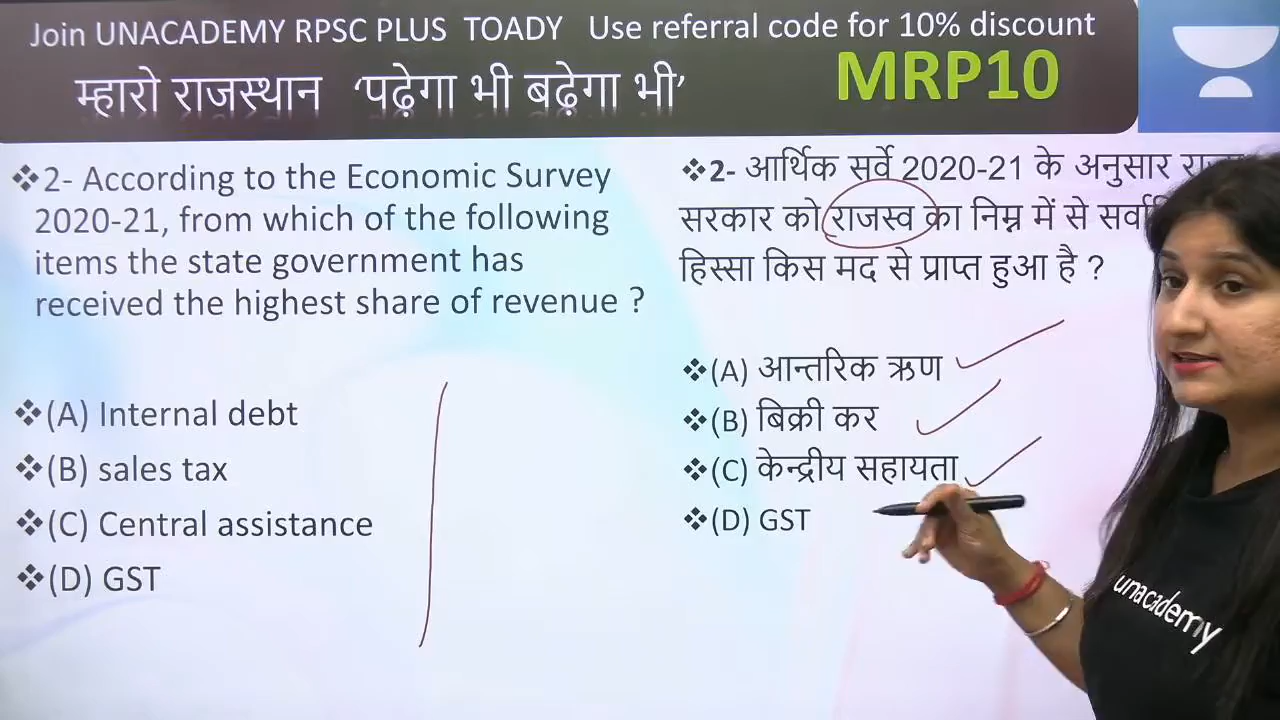 Join UNACADEMY RPSC PLUS TOADY Use referral code for 10% discount
म्हारो राजस्थान ‘पढ़ेगा भी बढ़ेगा भी’
MRP10
❖2- According to the Economic Survey
2020-21, from which of the following
items the state government has
received the highest share of revenue ?
❖(A) Internal debt
❖(B) sales tax
❖(C) Central assistance
❖(D) GST
❖2- आर्थिक सर्वे 2020-21 के अनुसार
सरकार को राजस्व का निम्न में से
हिस्सा किस मद से प्राप्त हुआ है ?
❖(A) आन्तरिक ऋण
❖(B) बिक्री कर
❖(C) केन्द्रीय सहायता
❖(D) GST
unacademy